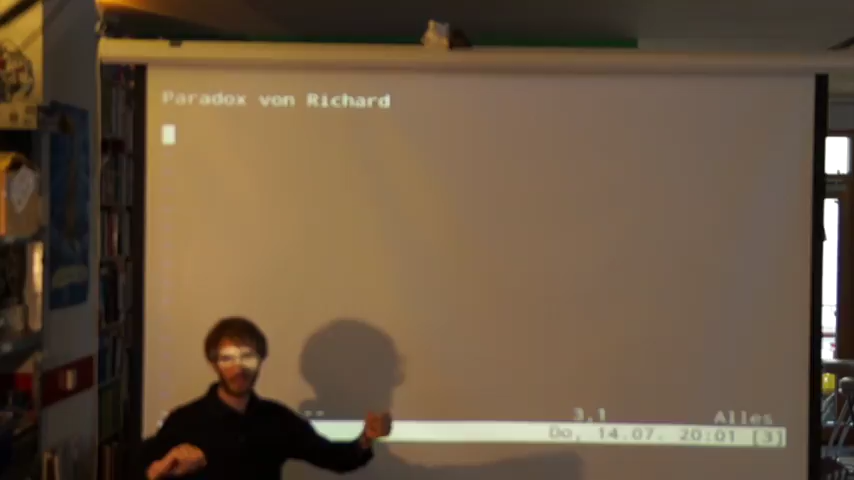 Paradox von Richard
3,1 Alles
Do, 14.07. 20:01 [3]